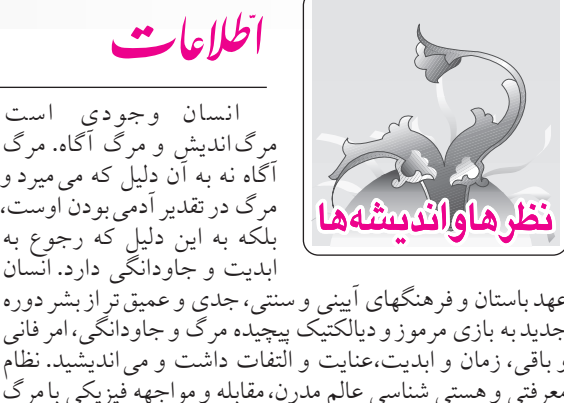 اطّلاعات
نظرها و اندیشه‌ها
انسان وجودی است
مرگ‌اندیش و مرگ آگاه. مرگ
آگاه نه به آن دلیل که می‌میرد و
مرگ در تقدیر آدمی‌بودن اوست،
بلکه به این دلیل که رجوع به
ابدیت و جاودانگی دارد. انسان
عهد باستان و فرهنگهای آیینی و سنتی، جدی و عمیق تر از بشر دوره
جدید به بازی مرموز و دیالکتیک پیچیده مرگ و جاودانگی، امر فانی
و باقی، زمان و ابدیت،عنایت و التفات داشت و می‌اندیشید. نظام
معرفتی و هستی شناسی عالم مدرن، مقابله و مواجهه فیزیکی با مرگ